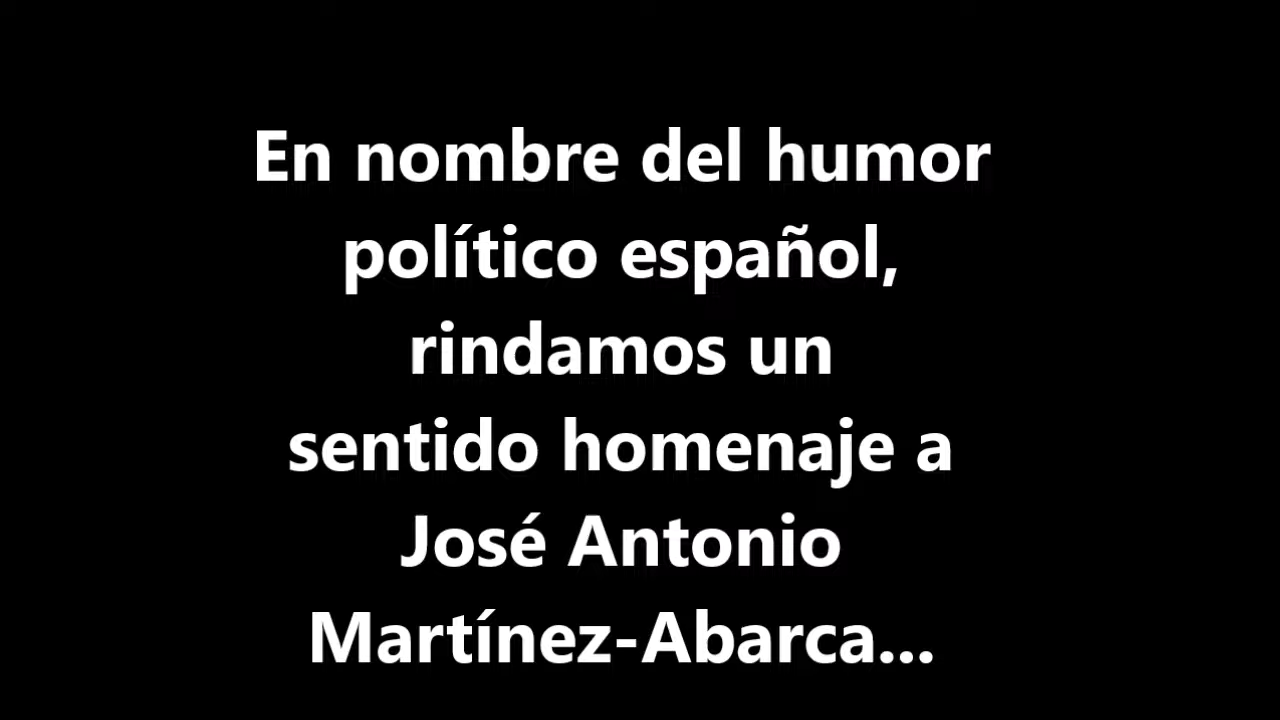 En nombre del humor
político español,
rindamos un
sentido homenaje a
José Antonio
Martínez-Abarca...